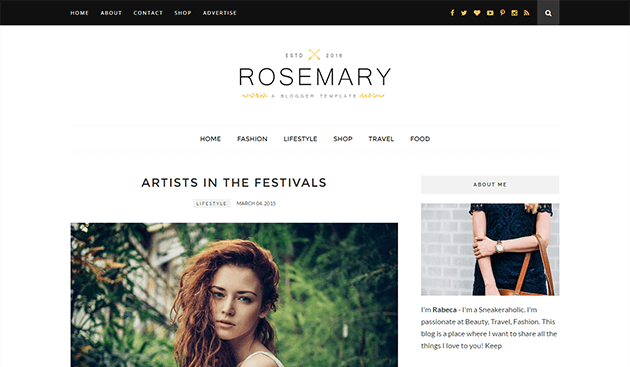 HOME ABOUT CONTACT SHOP ADVERTISE
ESTD 2016
ROSEMARY
A BLOGGER TEMPLATE
HOME FASHION LIFESTYLE SHOP TRAVEL FOOD
ARTISTS IN THE FESTIVALS
LIFESTYLE MARCH 04, 2015
ABOUT ME
I'm Rabeca - I'm a Sneakeraholic. I'm
passionate at Beauty, Travel, Fashion. This
blog is a place where I want to share all
the things I love to you! Keep